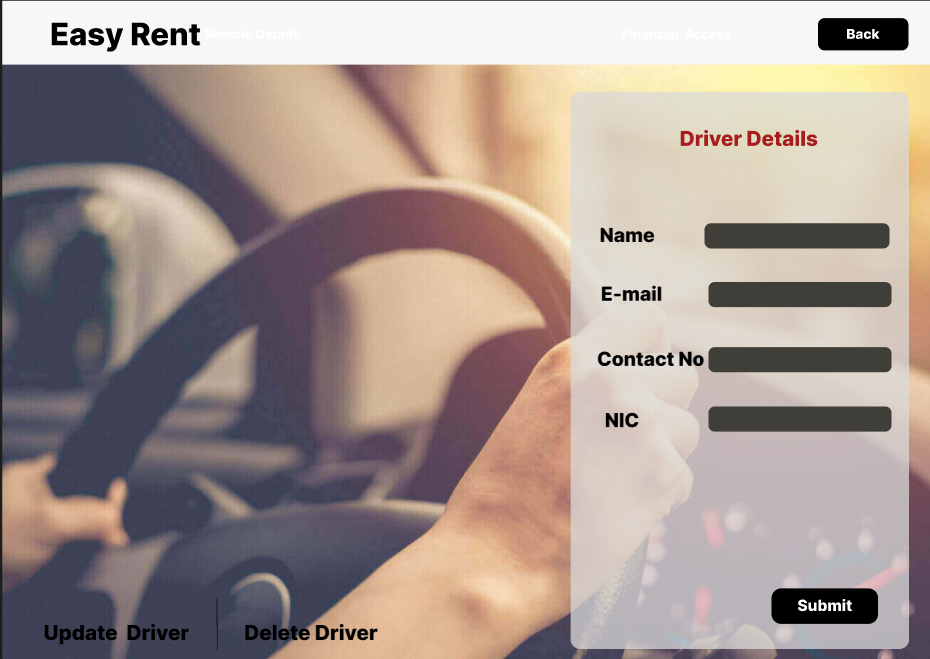 Easy Rent Vehicle Details Financial Access Back
Driver Details
Name
E-mail
Contact No
NIC
Submit
Update Driver Delete Driver